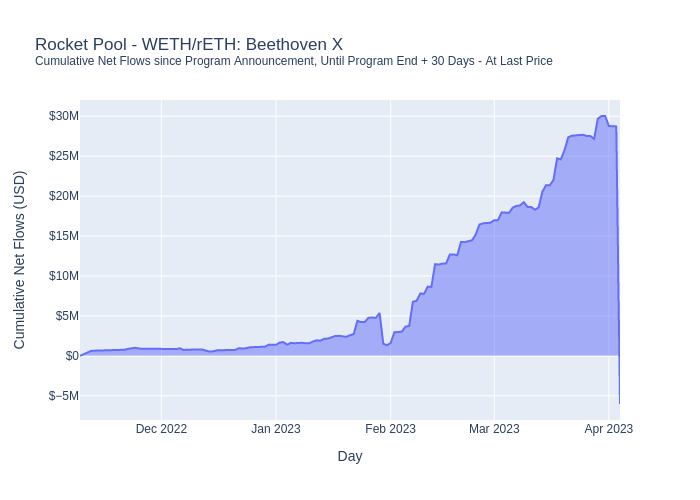 Rocket Pool - WETH/rETH: Beethoven X
Cumulative Net Flows since Program Announcement, Until Program End + 30 Days - At Last Price
$30M
$25M
$20M
$15M
$10M
$5M
$0
$−5M
Cumulative Net Flows (USD)
Dec 2022
Jan 2023
Feb 2023
Mar 2023
Apr 2023
Day